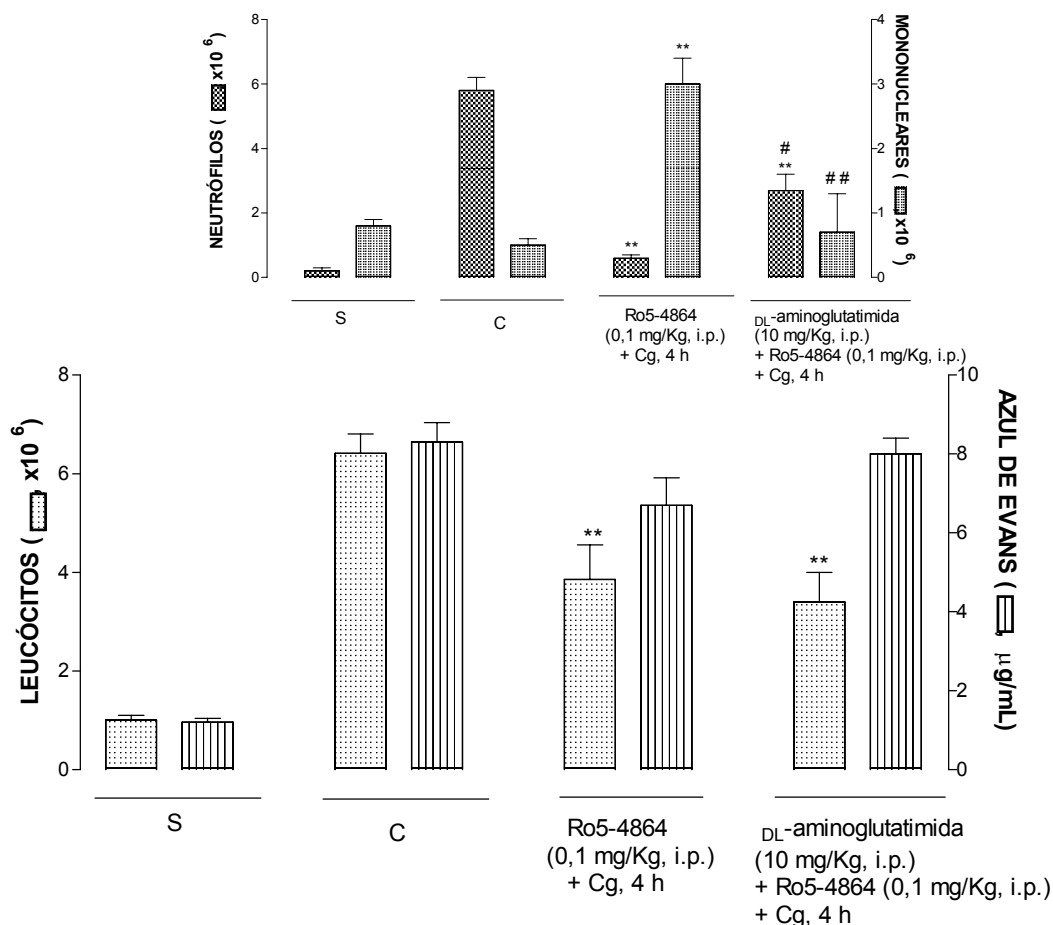 NEUTRÓFILOS ( , x10 6)
8
6
4
2
0
** 
#
**
# #
4
3
2
1
0
MONONUCLEARES ( , x10 6)
S
C
Ro5-4864
(0,1 mg/Kg, i.p.)
+ Cg, 4 h
DL-aminoglutatimida
(10 mg/Kg, i.p.)
+ Ro5-4864 (0,1 mg/Kg, i.p.)
+ Cg, 4 h
LEUCÓCITOS ( , x10 6)
8
6
4
2
0
**
**
10
8
6
4
2
0
AZUL DE EVANS ( , µg/mL)
S
C
Ro5-4864
(0,1 mg/Kg, i.p.)
+ Cg, 4 h
DL-aminoglutatimida
(10 mg/Kg, i.p.)
+ Ro5-4864 (0,1 mg/Kg, i.p.)
+ Cg, 4 h